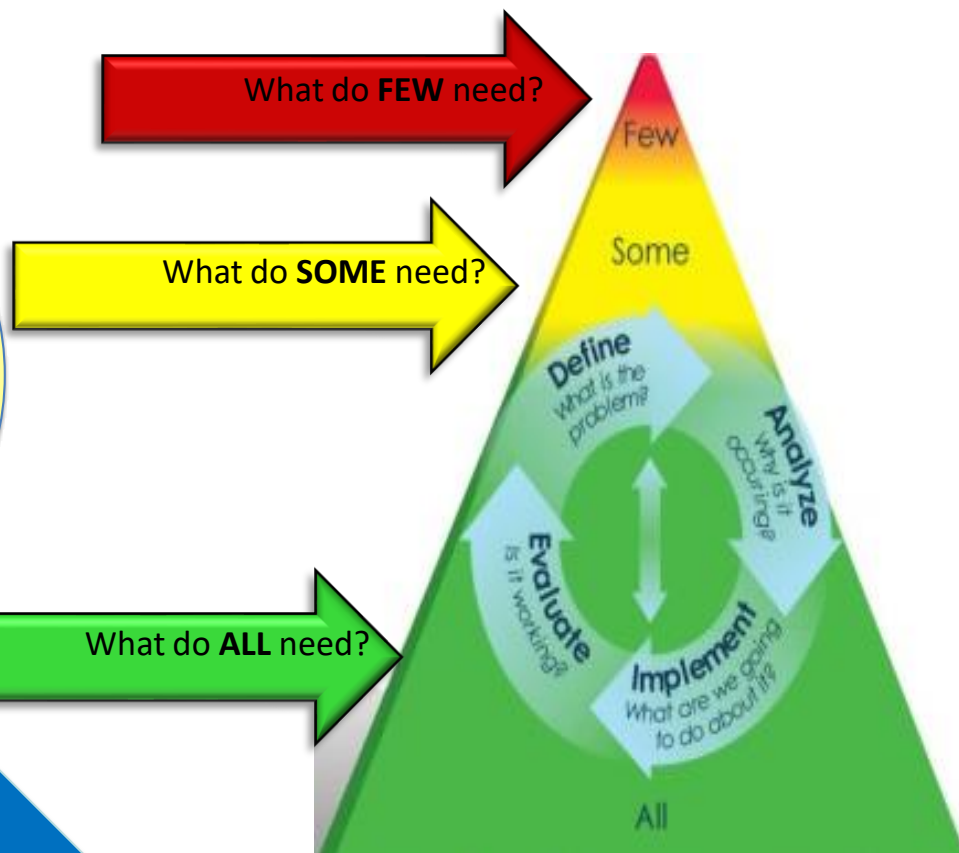 What do FEW need?
Few
What do SOME need?
Some
Define
What is the
problem?
Analyze
Why is it
occuring?
Implement
What are we going
to do about it?
Evaluate
Is it working?
What do ALL need?
All